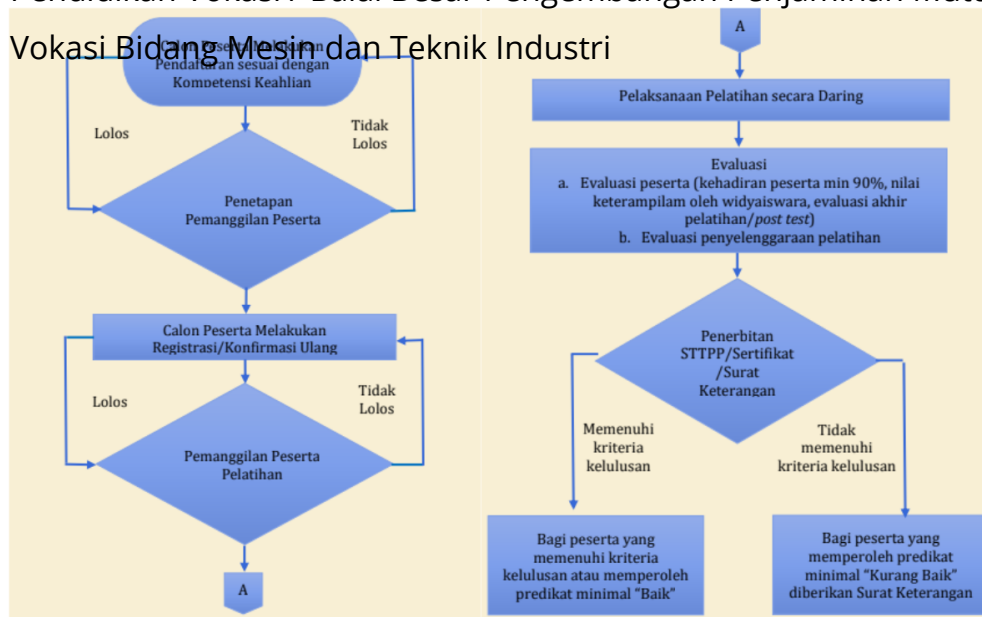 Vokasi Bidang Mesin dan Teknik Industri
Calon Peserta Melakukan
Pendaftaran sesuai dengan
Kompetensi Keahlian
Lolos
Tidak
Lolos
Penetapan
Pemanggilan Peserta
Calon Peserta Melakukan
Registrasi/Konfirmasi Ulang
Lolos
Tidak
Lolos
Pemanggilan Peserta
Pelatihan
A
A
Pelaksanaan Pelatihan secara Daring
Evaluasi
a. Evaluasi peserta (kehadiran peserta min 90%, nilai
keterampilam oleh widyaiswara, evaluasi akhir
pelatihan/post test)
b. Evaluasi penyelenggaraan pelatihan
Penerbitan
STTPP/Sertifikat
/Surat
Keterangan
Memenuhi
kriteria
kelulusan
Tidak
memenuhi
kriteria kelulusan
Bagi peserta yang
memenuhi kriteria
kelulusan atau memperoleh
predikat minimal “Baik”
Bagi peserta yang
memperoleh predikat
minimal “Kurang Baik”
diberikan Surat Keterangan